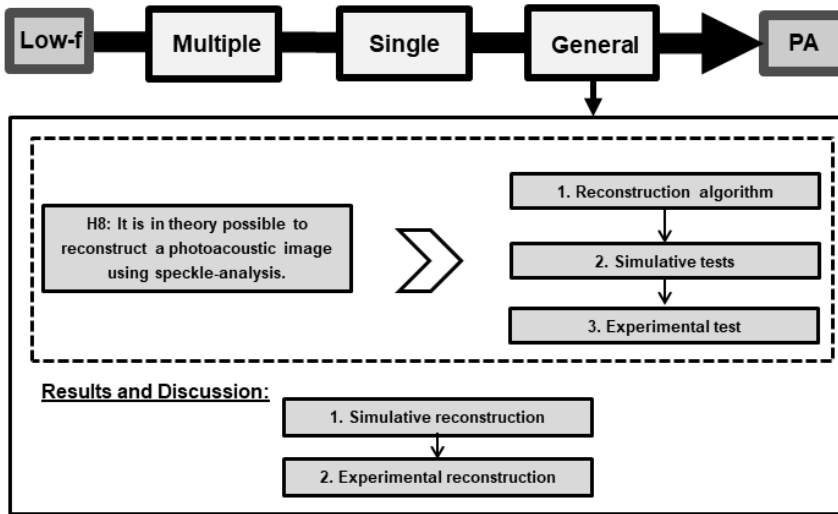 Low-f
Multiple
Single
General
PA
H8: It is in theory possible to
reconstruct a photoacoustic image
using speckle-analysis.
1. Reconstruction algorithm
2. Simulative tests
3. Experimental test
Results and Discussion:
1. Simulative reconstruction
2. Experimental reconstruction